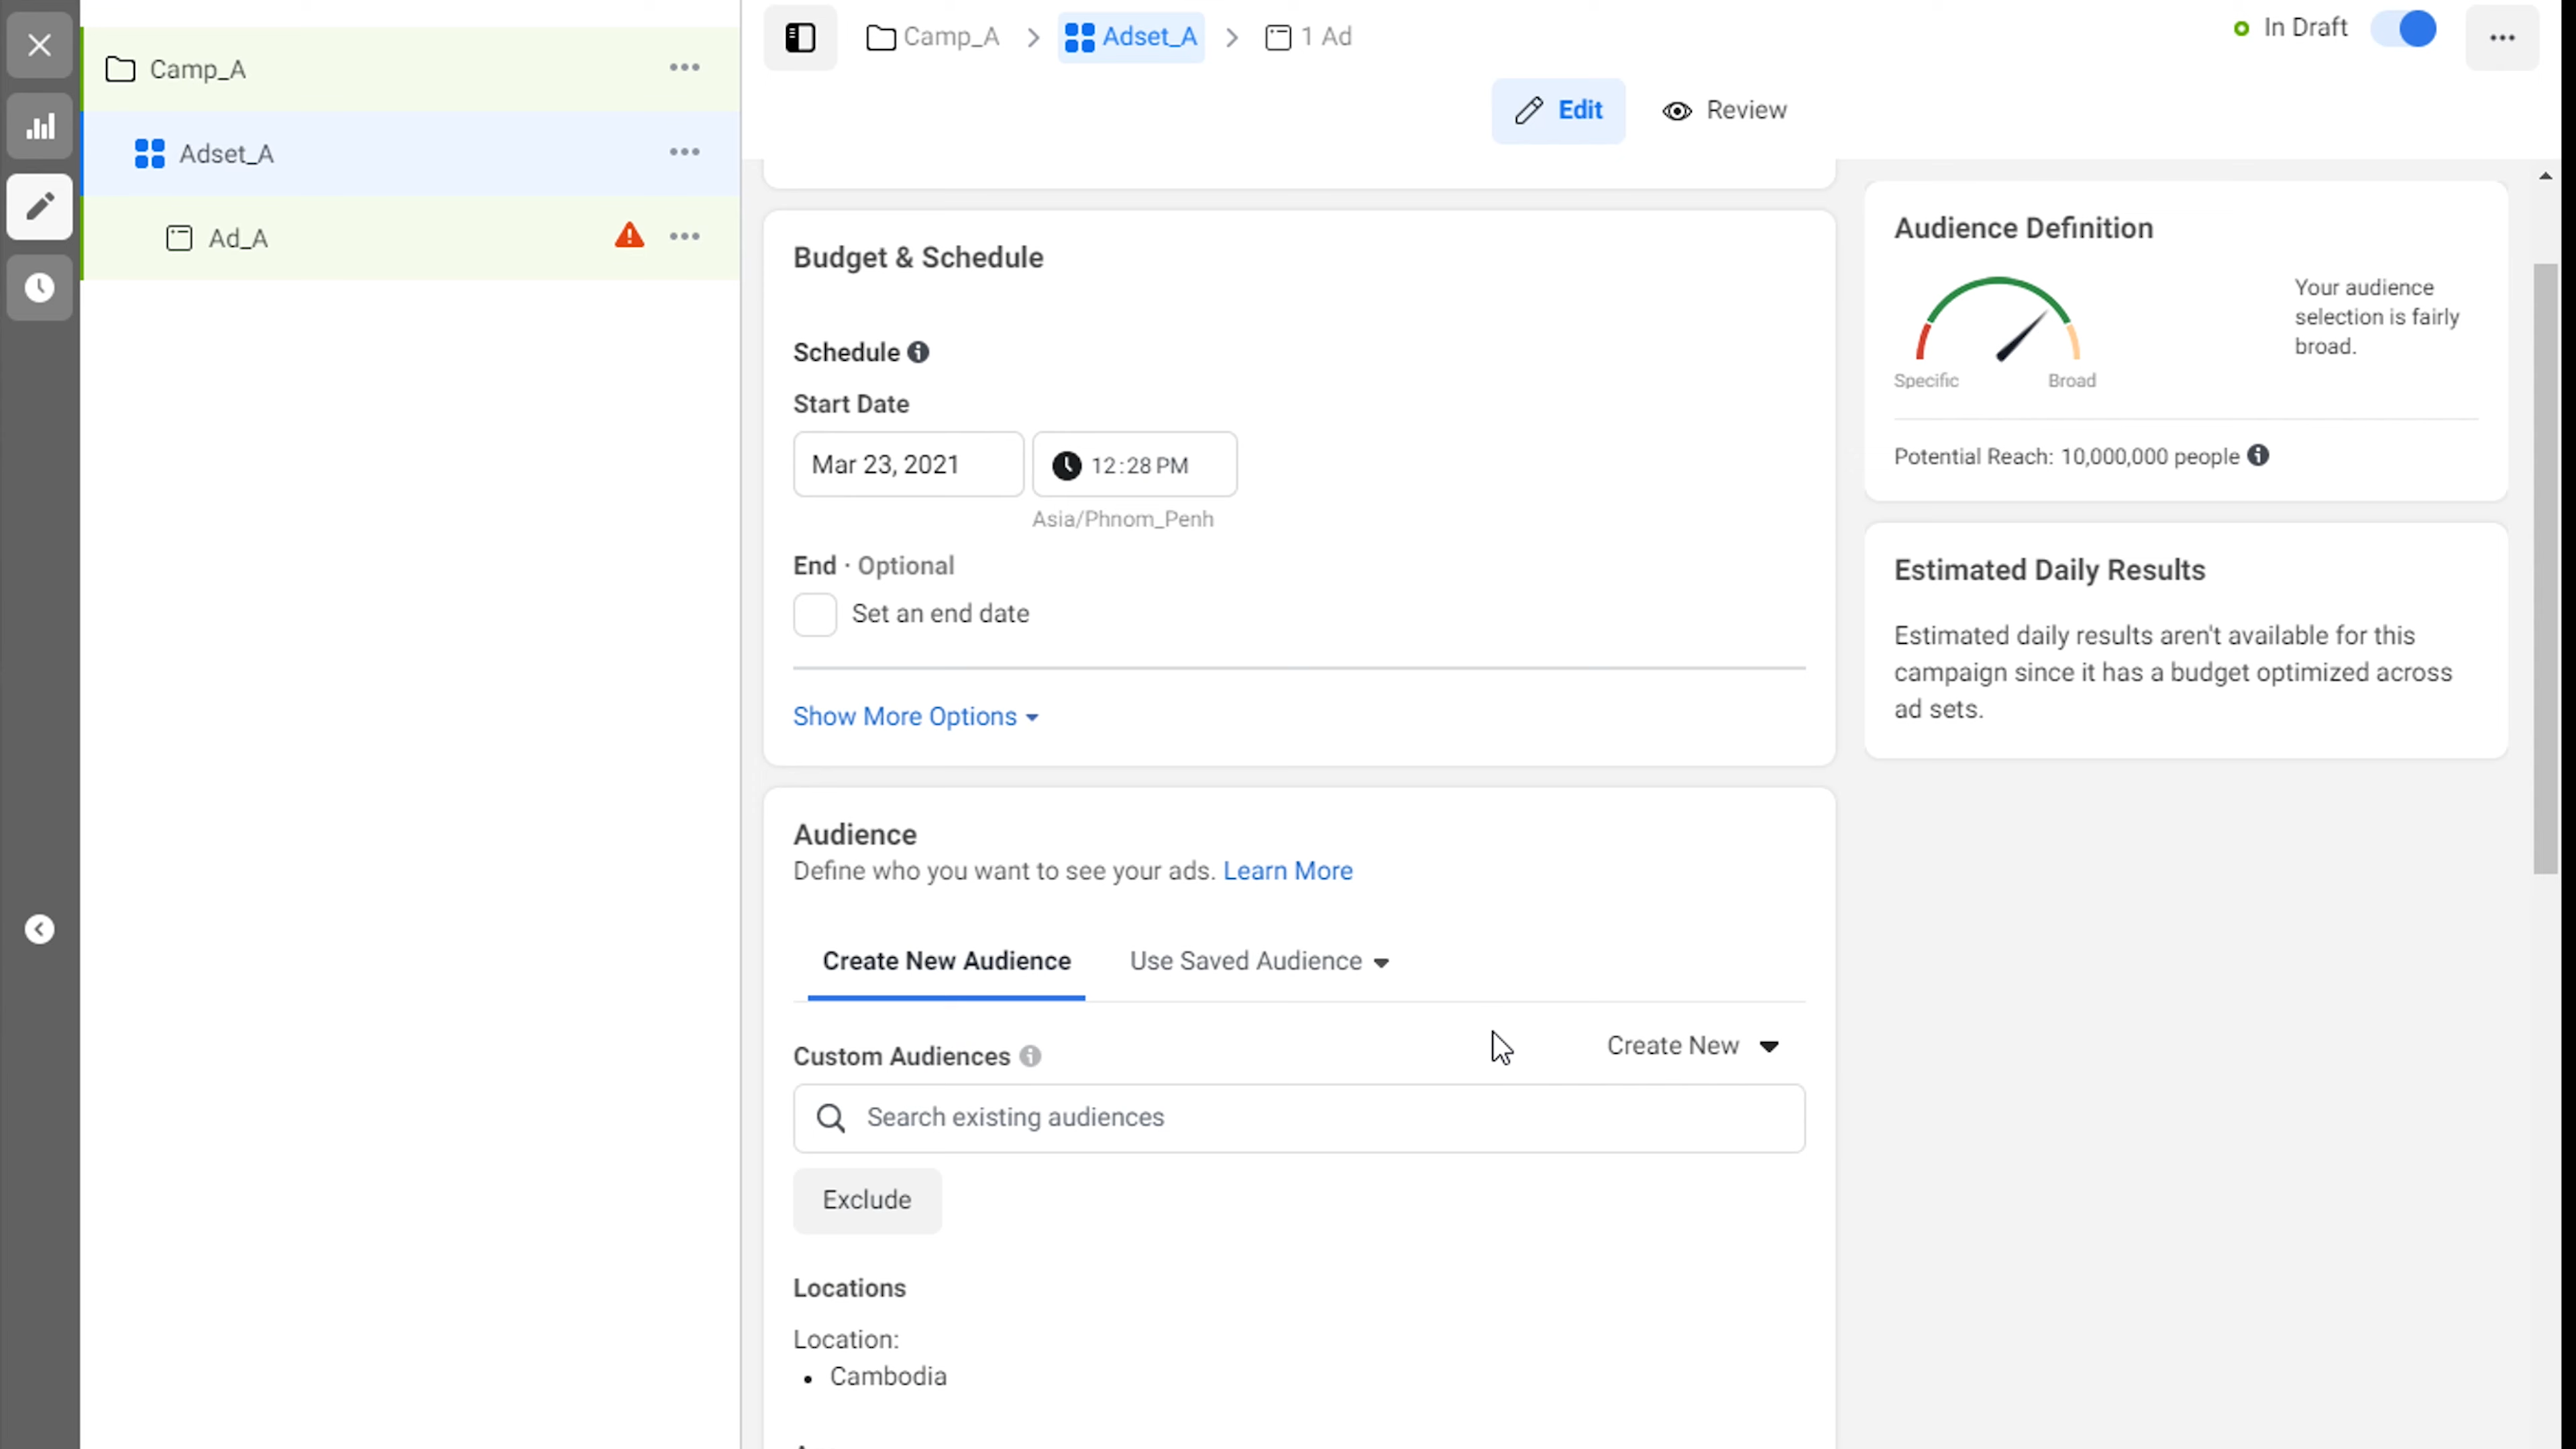 Camp_A
Adset_A
Ad_A
Camp_A
Adset_A
1 Ad
In Draft
Edit
Review
Budget & Schedule
Schedule
Start Date
Mar 23, 2021
12:28 PM
Asia/Phnom_Penh
End · Optional
Set an end date
Show More Options
Audience
Define who you want to see your ads. Learn More
Create New Audience
Use Saved Audience
Custom Audiences
Create New
Search existing audiences
Exclude
Locations
Location:
• Cambodia
Audience Definition
Your audience
selection is fairly
broad.
Specific
Broad
Potential Reach: 10,000,000 people
Estimated Daily Results
Estimated daily results aren't available for this
campaign since it has a budget optimized across
ad sets.